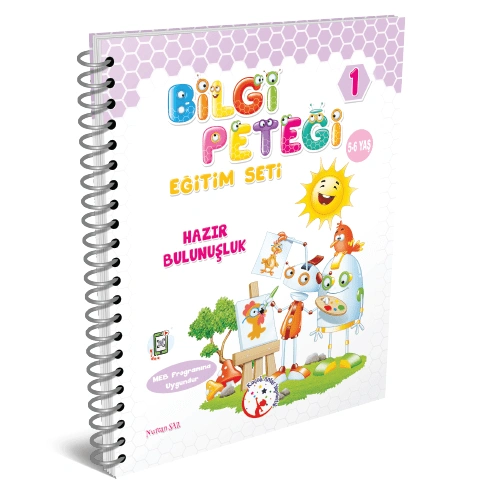 1
BİLGİ
PETEĞİ
5-6 YAŞ
EĞİTİM SETİ
HAZIR
BULUNUŞLUK
MEB Programına
Uygundur